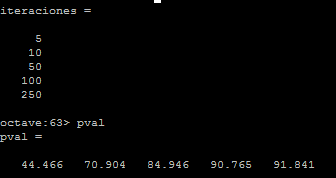 iteraciones =
5
10
50
100
250
octave:63> pval
pval =
44.466 70.904 84.946 90.765 91.841